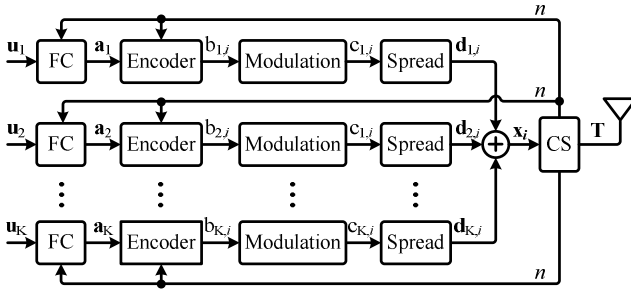 n
u1 FC a1 Encoder b1,i Modulation c1,i Spread d1,i
n
u2 FC a2 Encoder b2,i Modulation c1,i Spread d2,i xi CS T
uK FC aK Encoder bK,i Modulation cK,i Spread dK,i
n